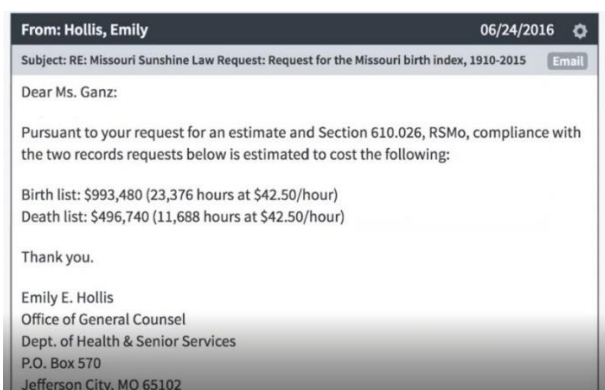 From: Hollis, Emily 06/24/2016
Subject: RE: Missouri Sunshine Law Request: Request for the Missouri birth index, 1910-2015 Email
Dear Ms. Ganz:
Pursuant to your request for an estimate and Section 610.026, RSMo, compliance with
the two records requests below is estimated to cost the following:
Birth list: $993,480 (23,376 hours at $42.50/hour)
Death list: $496,740 (11,688 hours at $42.50/hour)
Thank you.
Emily E. Hollis
Office of General Counsel
Dept. of Health & Senior Services
P.O. Box 570
Jefferson City, MO 65102